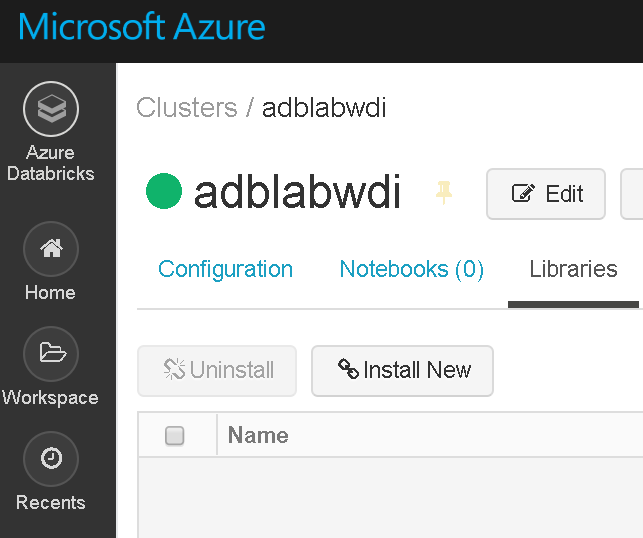 Microsoft Azure
Azure
Databricks
Home
Workspace
Recents
Clusters / adblabwdi
adblabwdi
Edit
Configuration Notebooks (0) Libraries
Uninstall Install New
Name